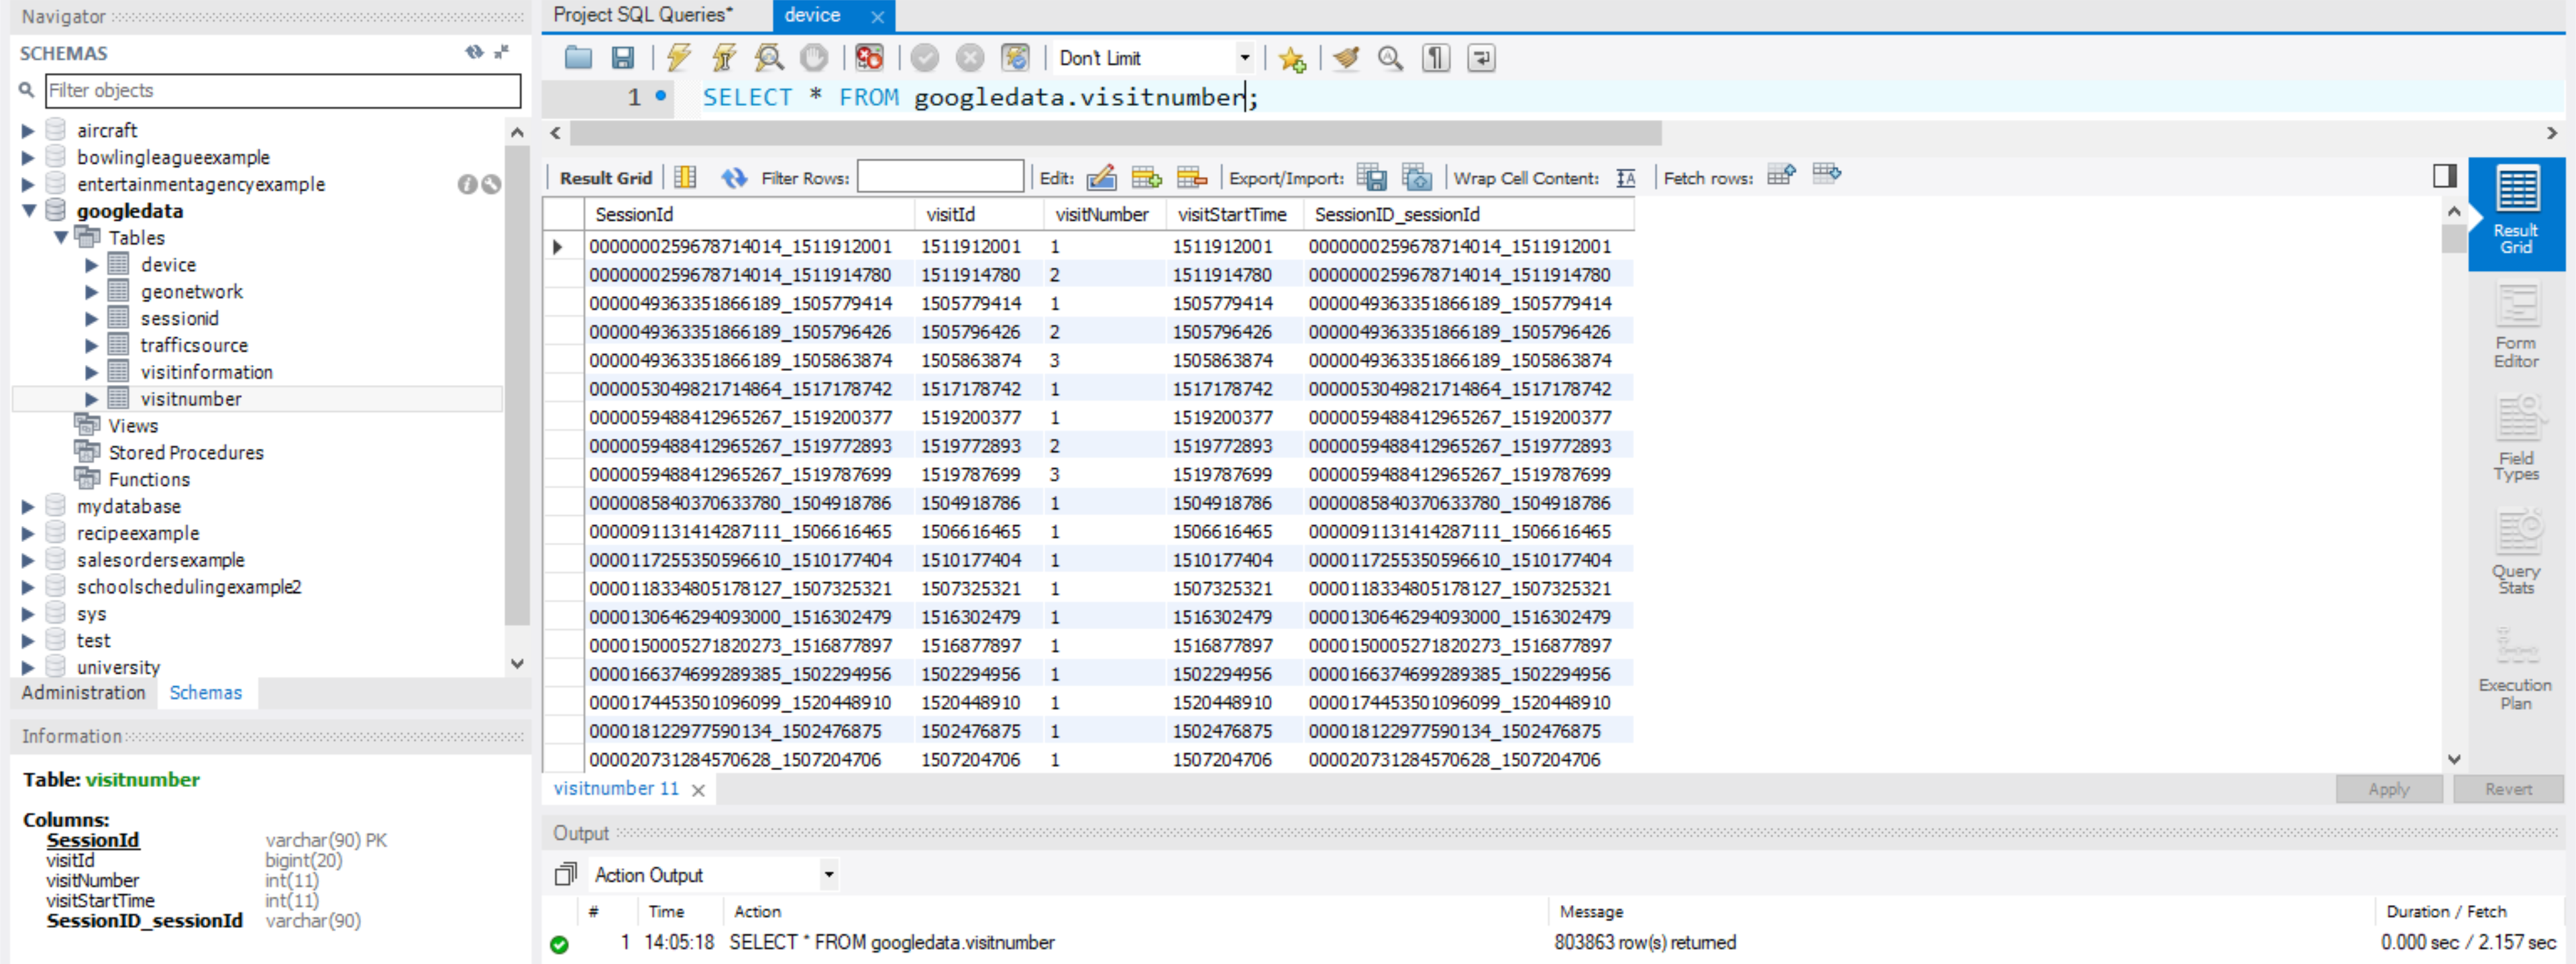 Navigator
SCHEMAS
Filter objects
aircraft
bowlingleagueexample
entertainmentagencyexample
googledata
Tables
device
geonetwork
sessionid
trafficsource
visitinformation
visitnumber
Views
Stored Procedures
Functions
mydatabase
recipeexample
salesordersexample
schoolschedulingexample2
sys
test
university
Administration Schemas
Information
Table: visitnumber
Columns:
SessionId varchar(90) PK
visitId bigint(20)
visitNumber int(11)
visitStartTime int(11)
SessionID_sessionId varchar(90)
Project SQL Queries* device
Don't Limit
1 SELECT * FROM googledata.visitnumber;
Result Grid Filter Rows: Edit: Export/Import: Wrap Cell Content: Fetch rows:
SessionId visitId visitNumber visitStartTime SessionID_sessionId
0000000259678714014_1511912001 1511912001 1 1511912001 0000000259678714014_1511912001
0000000259678714014_1511914780 1511914780 2 1511914780 0000000259678714014_1511914780
0000049363351866189_1505779414 1505779414 1 1505779414 0000049363351866189_1505779414
0000049363351866189_1505796426 1505796426 2 1505796426 0000049363351866189_1505796426
0000049363351866189_1505863874 1505863874 3 1505863874 0000049363351866189_1505863874
0000053049821714864_1517178742 1517178742 1 1517178742 0000053049821714864_1517178742
0000059488412965267_1519200377 1519200377 1 1519200377 0000059488412965267_1519200377
0000059488412965267_1519772893 1519772893 2 1519772893 0000059488412965267_1519772893
0000059488412965267_1519787699 1519787699 3 1519787699 0000059488412965267_1519787699
0000085840370633780_1504918786 1504918786 1 1504918786 0000085840370633780_1504918786
0000091131414287111_1506616465 1506616465 1 1506616465 0000091131414287111_1506616465
0000117255350596610_1510177404 1510177404 1 1510177404 0000117255350596610_1510177404
0000118334805178127_1507325321 1507325321 1 1507325321 0000118334805178127_1507325321
0000130646294093000_1516302479 1516302479 1 1516302479 0000130646294093000_1516302479
0000150005271820273_1516877897 1516877897 1 1516877897 0000150005271820273_1516877897
0000166374699289385_1502294956 1502294956 1 1502294956 0000166374699289385_1502294956
0000174453501096099_1520448910 1520448910 1 1520448910 0000174453501096099_1520448910
000018122977590134_1502476875 1502476875 1 1502476875 000018122977590134_1502476875
000020731284570628_1507204706 1507204706 1 1507204706 000020731284570628_1507204706
Result
Grid
Form
Editor
Field
Types
Query
Stats
Execution
Plan
visitnumber 11 Apply Revert
Output
Action Output
# Time Action Message Duration / Fetch
1 14:05:18 SELECT * FROM googledata.visitnumber 803863 row(s) returned 0.000 sec / 2.157 sec